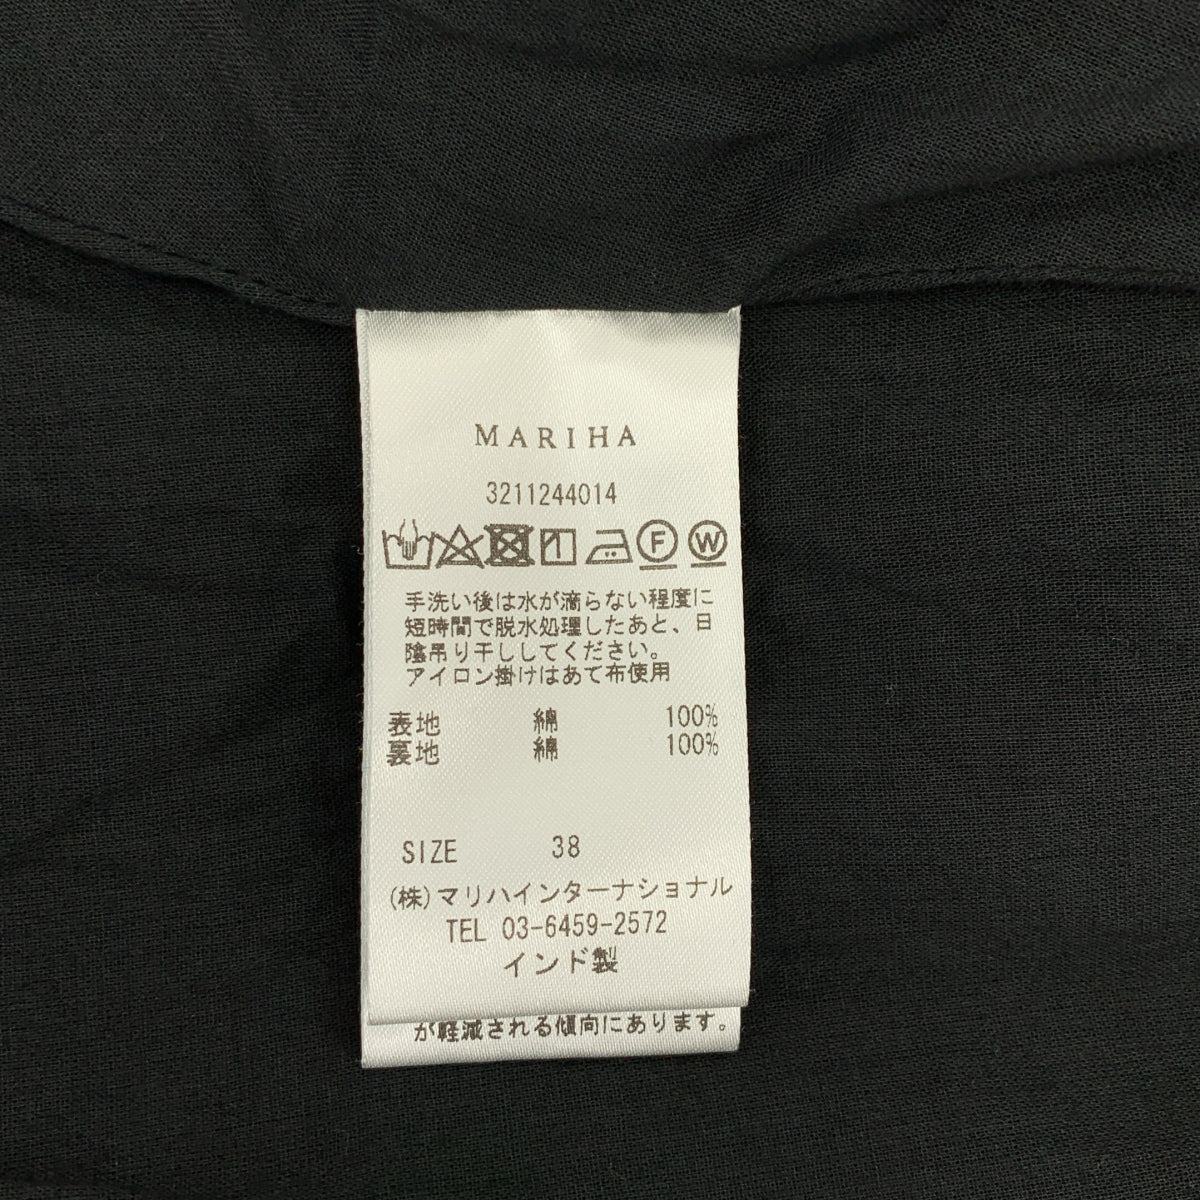 MARIHA
3211244014
F W
手洗い後は水が滴らない程度に
短時間で脱水処理したあと、日
陰吊り干ししてください。
アイロン掛けはあて布使用
表地 綿 100%
裏地 綿 100%
SIZE 38
(株)マリハインターナショナル
TEL 03-6459-2572
インド製
が軽減される傾向にあります。